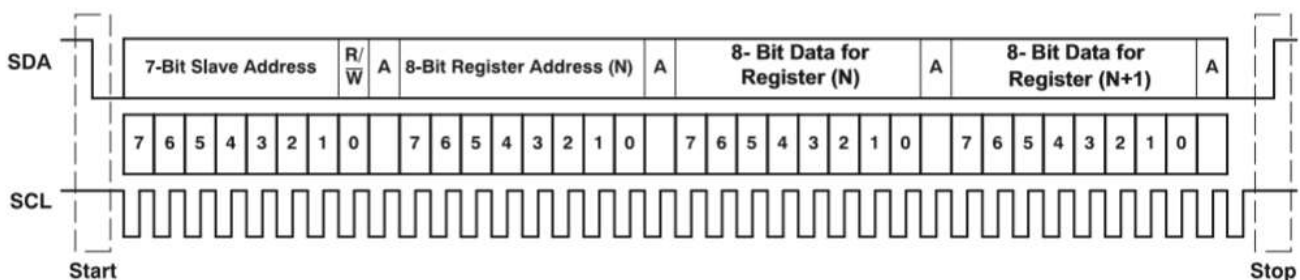 SDA
7-Bit Slave Address
R/
W
A
8-Bit Register Address (N)
A
8- Bit Data for
Register (N)
A
8- Bit Data for
Register (N+1)
A
7 6 5 4 3 2 1 0 7 6 5 4 3 2 1 0 7 6 5 4 3 2 1 0 7 6 5 4 3 2 1 0
SCL
Start
Stop